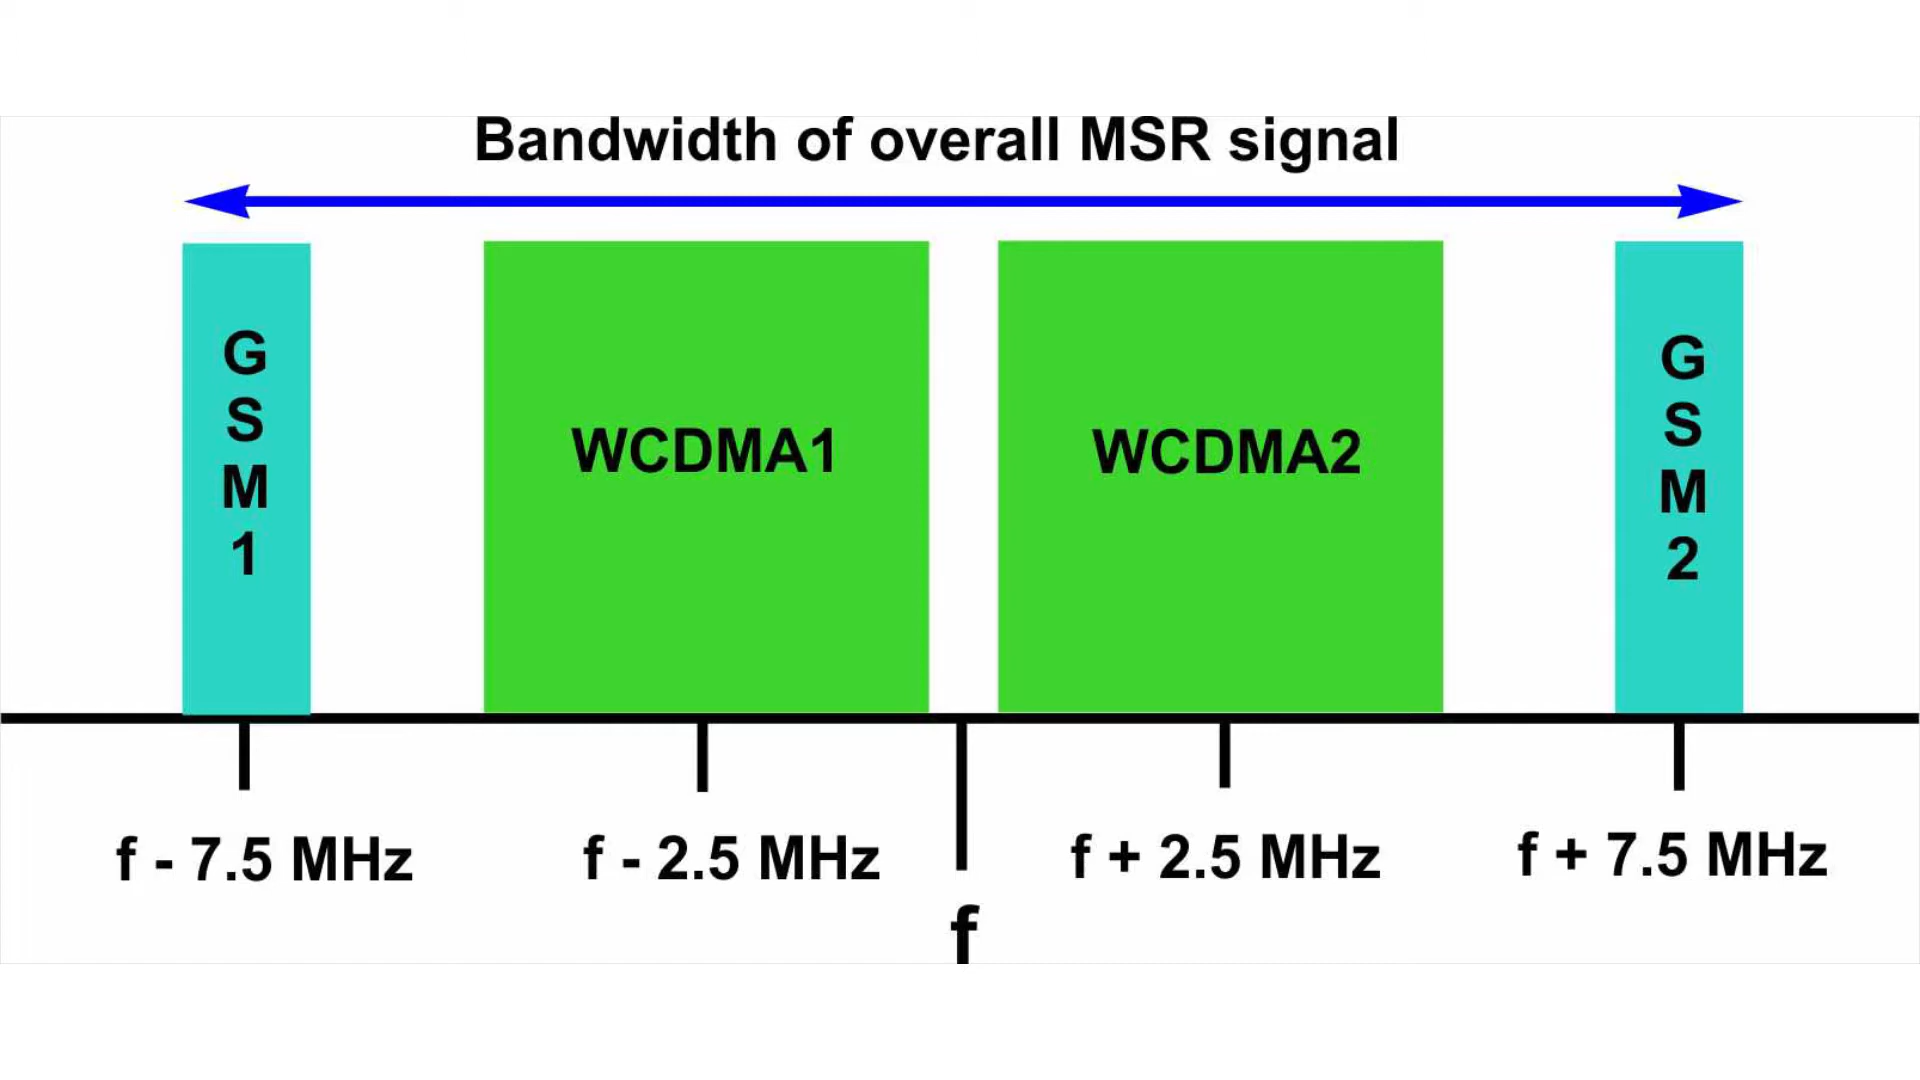 Bandwidth of overall MSR signal
G
S
M
1
WCDMA1
WCDMA2
G
S
M
2
f - 7.5 MHz
f - 2.5 MHz
f + 2.5 MHz
f + 7.5 MHz
f